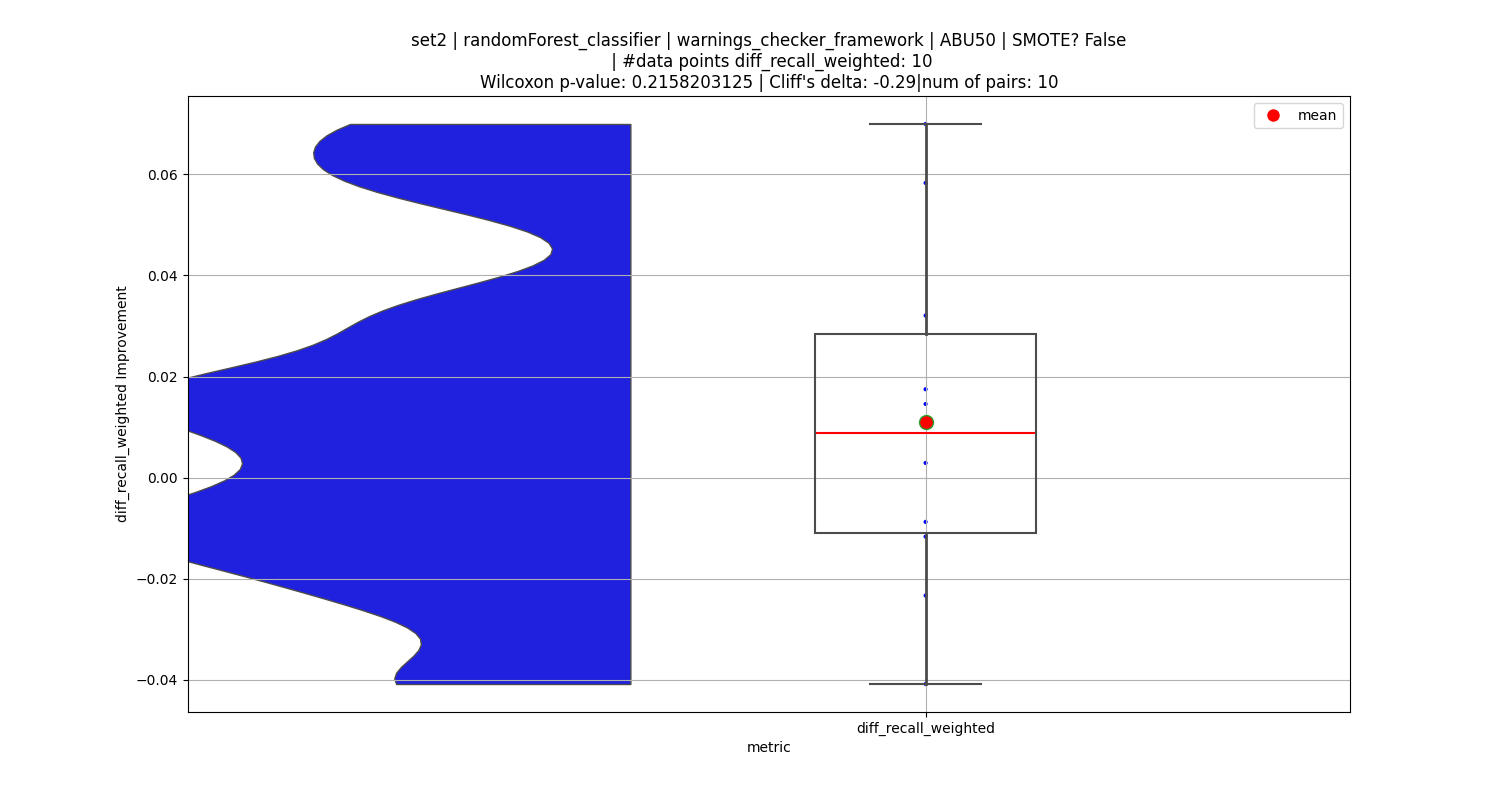 set2 | randomForest_classifier | warnings_checker_framework | ABU50 | SMOTE? False
| #data points diff_recall_weighted: 10
Wilcoxon p-value: 0.2158203125 | Cliff's delta: -0.29|num of pairs: 10
mean
0.06
0.04
0.02
0.00
−0.02
−0.04
diff_recall_weighted Improvement
diff_recall_weighted
metric